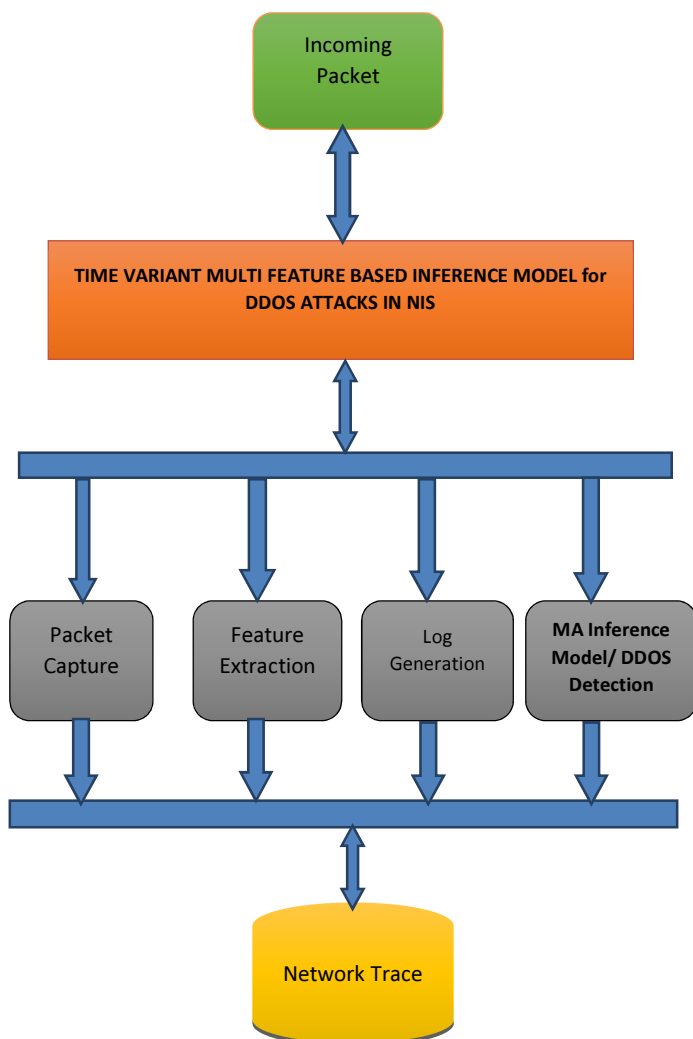 Incoming
Packet
TIME VARIANT MULTI FEATURE BASED INFERENCE MODEL for
DDOS ATTACKS IN NIS
Packet
Capture
Feature
Extraction
Log
Generation
MA Inference
Model/ DDOS
Detection
Network Trace